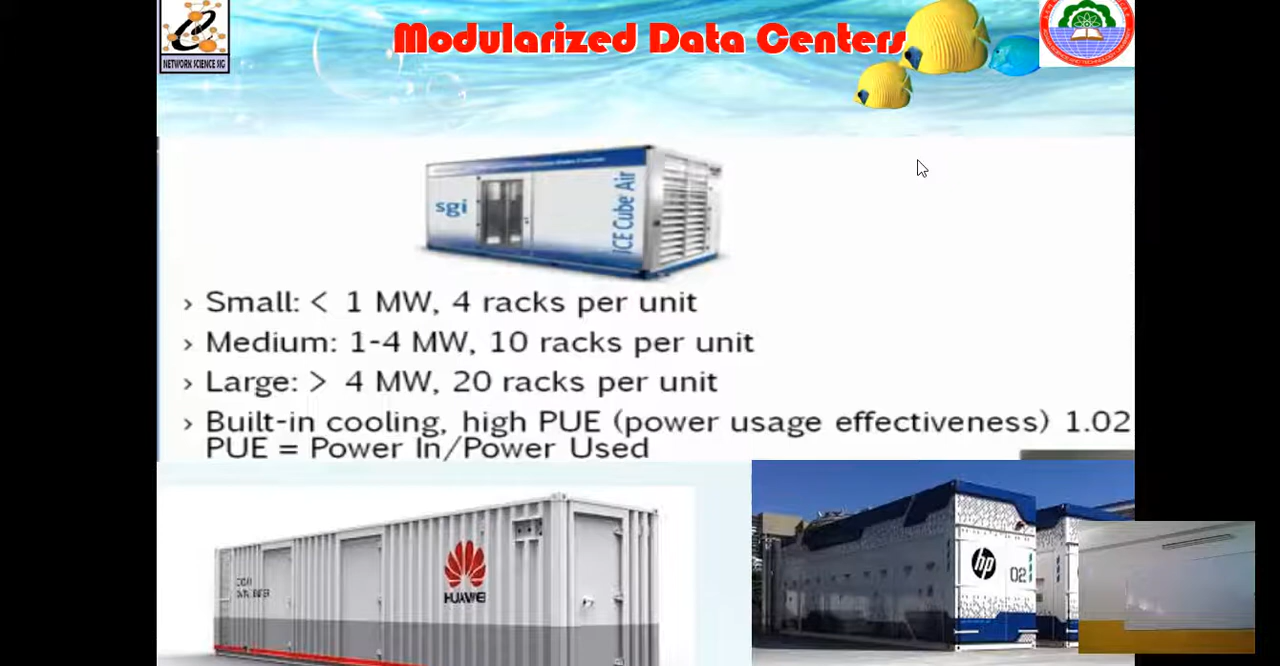 NETWORK SCIENCE SIG
Modularized Data Centers
sgi
ICE Cube Air
› Small: < 1 MW, 4 racks per unit
› Medium: 1-4 MW, 10 racks per unit
› Large: > 4 MW, 20 racks per unit
› Built-in cooling, high PUE (power usage effectiveness) 1.02
PUE = Power In/Power Used
HUAWEI
hp
02